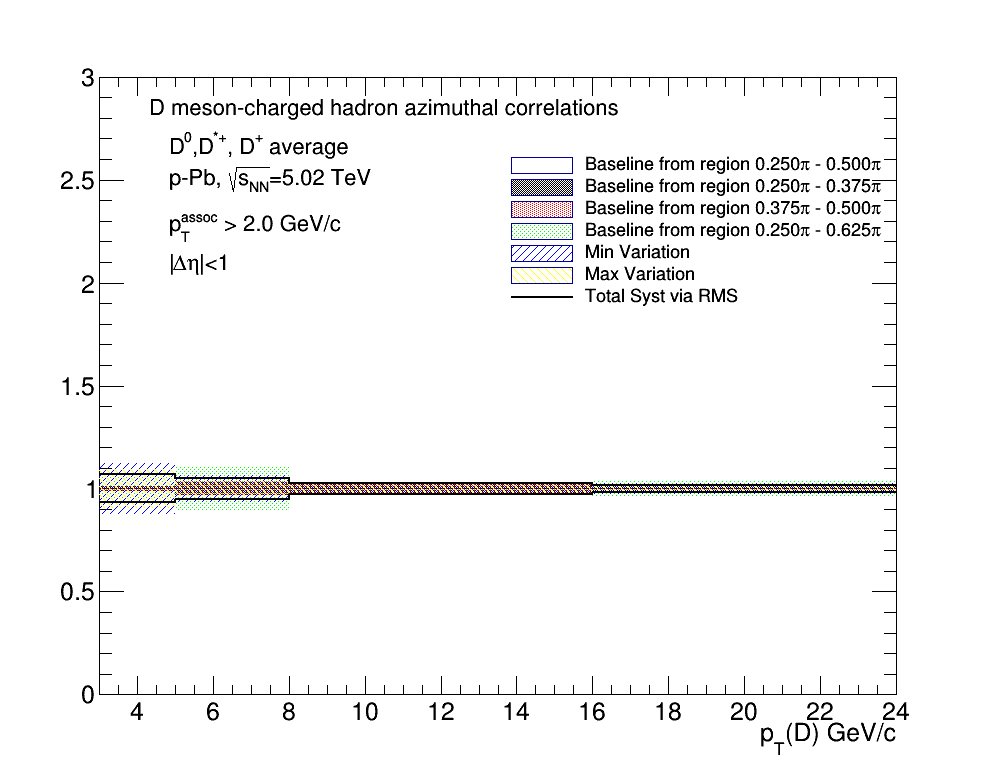 D meson-charged hadron azimuthal correlations
D⁰,D*⁺, D⁺ average
p-Pb, √sNN=5.02 TeV
pTassoc > 2.0 GeV/c
|Δη|<1
Baseline from region 0.250π - 0.500π
Baseline from region 0.250π - 0.375π
Baseline from region 0.375π - 0.500π
Baseline from region 0.250π - 0.625π
Min Variation
Max Variation
Total Syst via RMS
3
2.5
2
1.5
1
0.5
0
4 6 8 10 12 14 16 18 20 22 24
pT(D) GeV/c